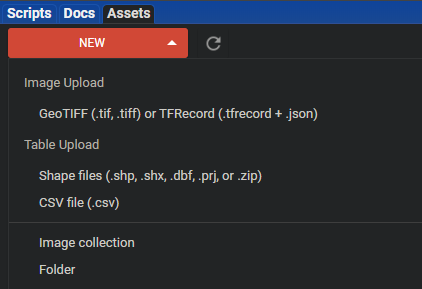 Scripts Docs Assets
NEW
Image Upload
GeoTIFF (.tif, .tiff) or TFRecord (.tfrecord + .json)
Table Upload
Shape files (.shp, .shx, .dbf, .prj, or .zip)
CSV file (.csv)
Image collection
Folder